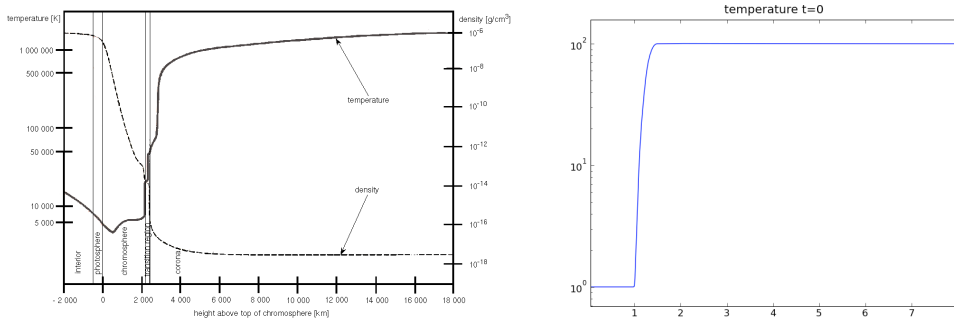 temperature [K]
density [g/cm³]
1 000 000
500 000
100 000
50 000
10 000
5 000
10⁻⁶
10⁻⁸
10⁻¹⁰
10⁻¹²
10⁻¹⁴
10⁻¹⁶
10⁻¹⁸
temperature
density
interior
photosphere
chromosphere
transition region
corona
- 2 000
0
2 000
4 000
6 000
8 000
10 000
12 000
14 000
16 000
18 000
height above top of chromosphere [km]
temperature t=0
10²
10¹
10⁰
1
2
3
4
5
6
7